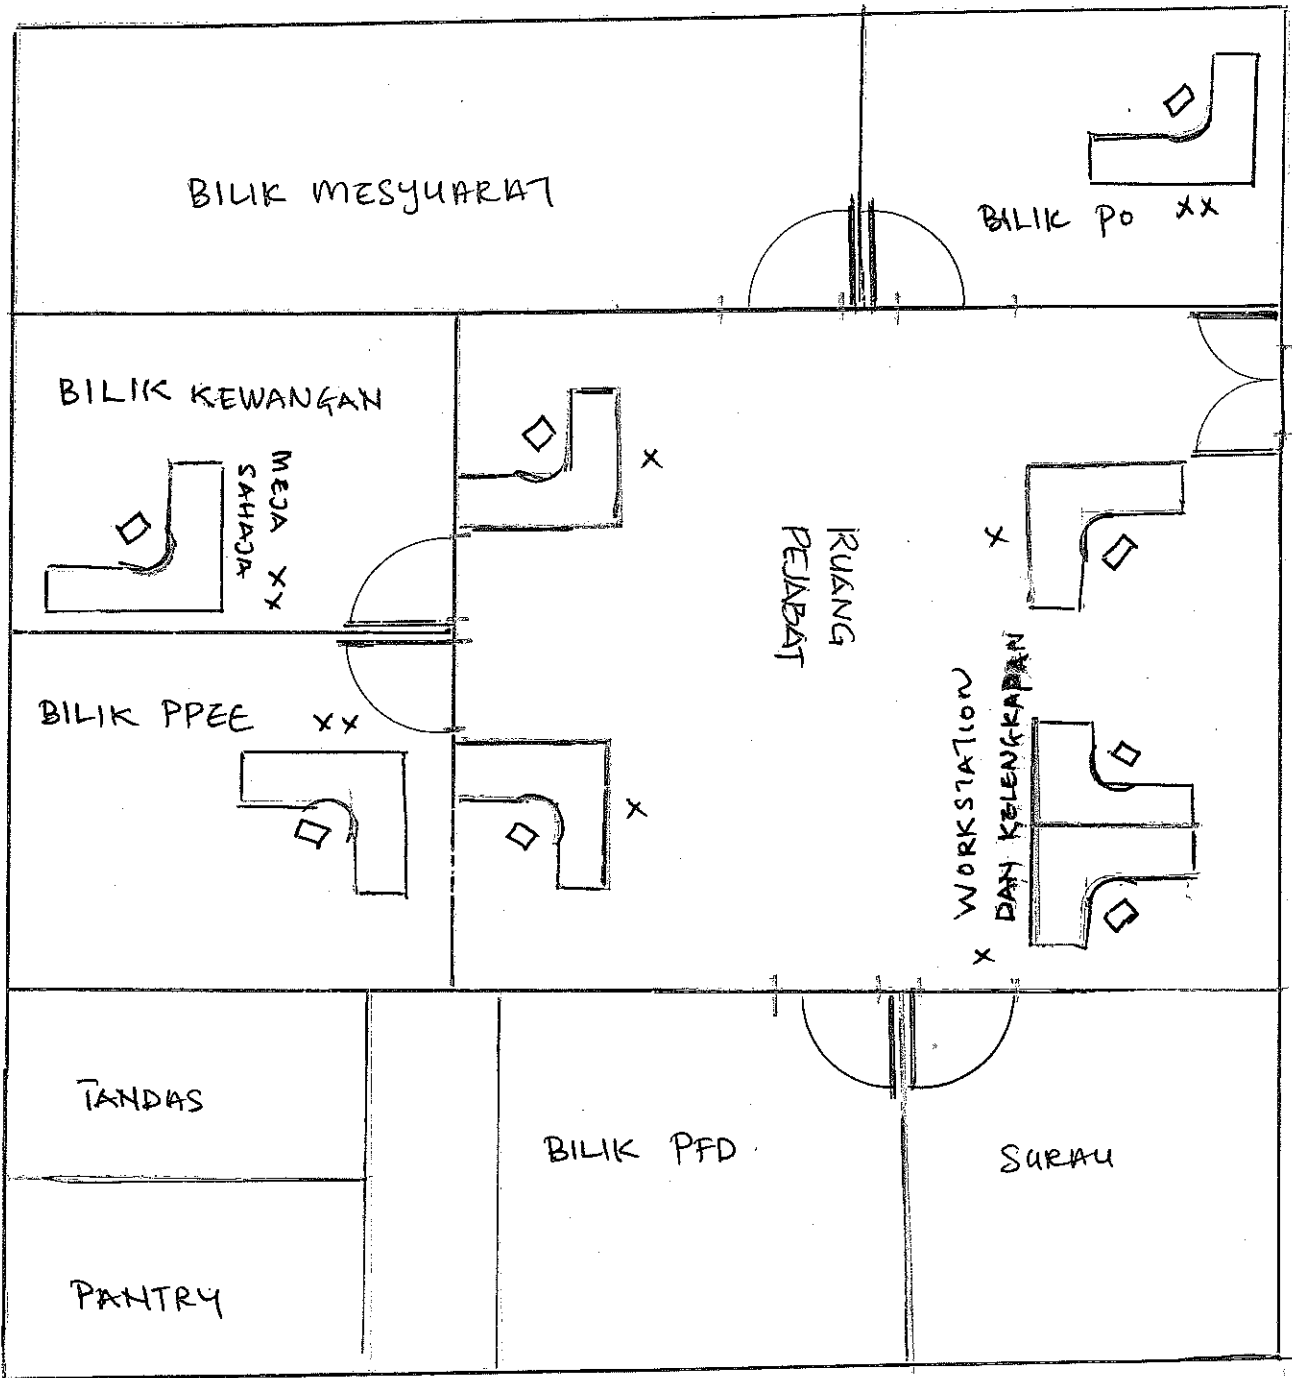 BILIK MESYUARAT
BILIK PO XX
BILIK KEWANGAN
MEJA XX
SAHAJA
X
RUANG
PEJABAT
X
BILIK PPEE XX
X
WORKSTATION
DAN KELENGKAPAN
X
TANDAS
BILIK PFD
SURAU
PANTRY